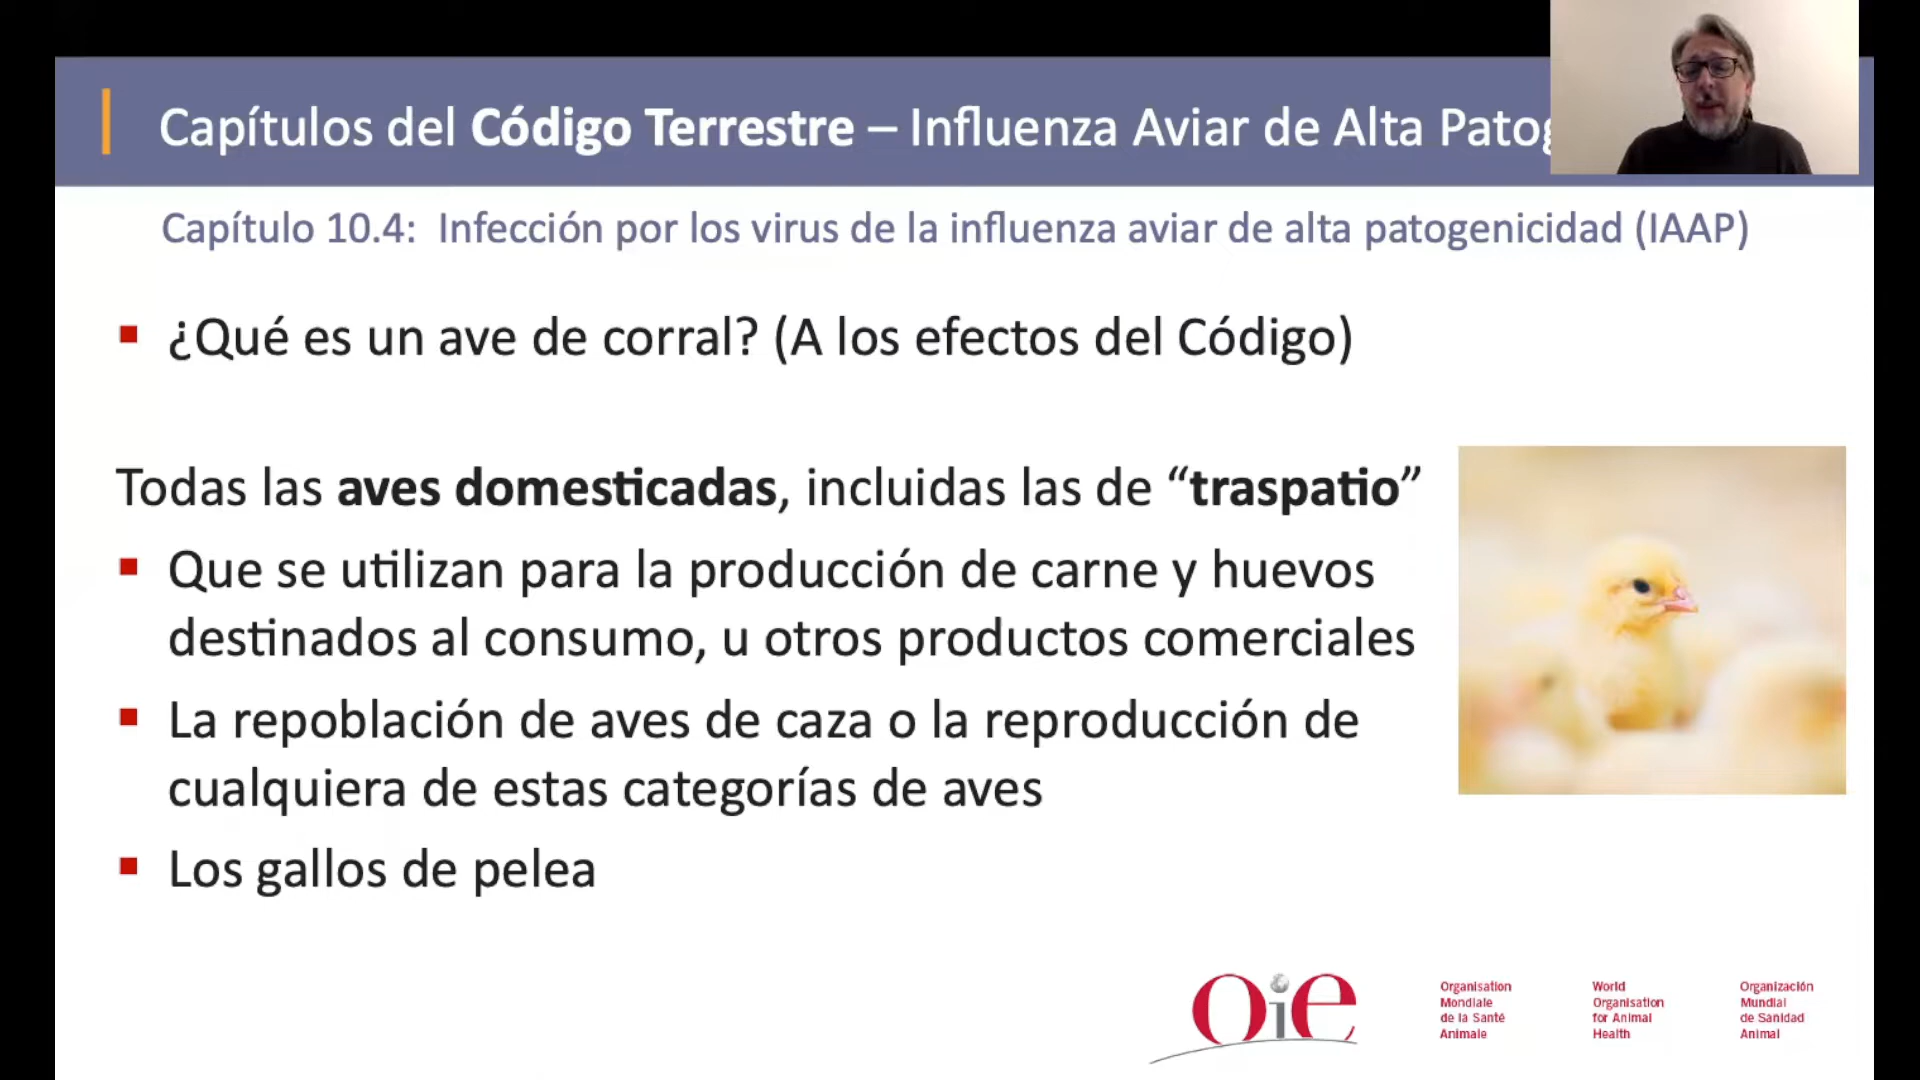 Capítulos del Código Terrestre – Influenza Aviar de Alta
Capítulo 10.4: Infección por los virus de la influenza aviar de alta patogenicidad (IAAP)
¿Qué es un ave de corral? (A los efectos del Código)
Todas las aves domesticadas, incluidas las de “traspatio”
Que se utilizan para la producción de carne y huevos
destinados al consumo, u otros productos comerciales
La repoblación de aves de caza o la reproducción de
cualquiera de estas categorías de aves
Los gallos de pelea
oie
Organisation
Mondiale
de la Santé
Animale
World
Organisation
for Animal
Health
Organización
Mundial
de Sanidad
Animal